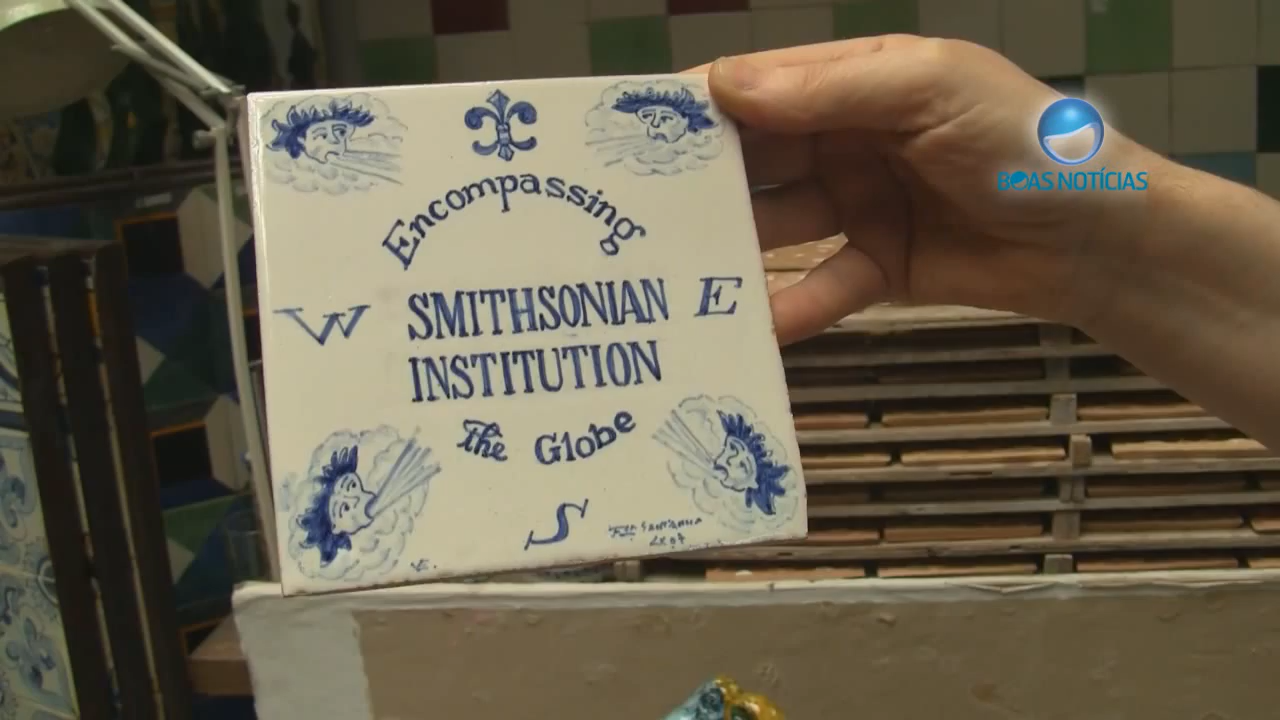 BOAS NOTÍCIAS
Encompassing
W SMITHSONIAN E
INSTITUTION
the Globe
S